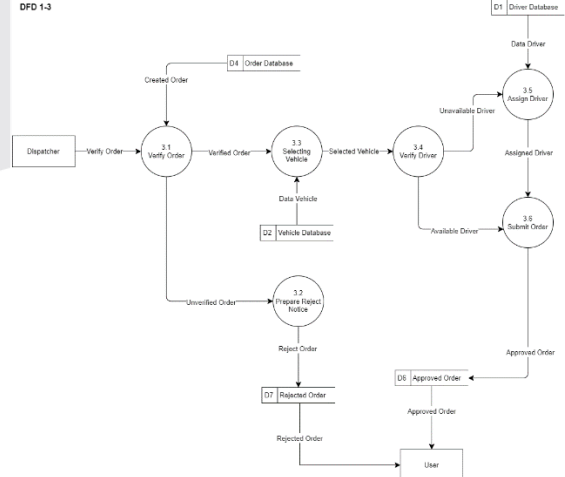 DFD 1-3
D1 Driver Database
Data Driver
D4 Order Database
Created Order
3.5
Assign Driver
Unavailable Driver
Dispatcher
Verify Order
3.1
Verify Order
Verified Order
3.3
Selecting
Vehicle
Selected Vehicle
3.4
Verify Driver
Assigned Driver
Data Vehicle
D2 Vehicle Database
Available Driver
3.6
Submit Order
Unverified Order
3.2
Prepare Reject
Notice
Reject Order
Approved Order
D6 Approved Order
D7 Rejected Order
Approved Order
Rejected Order
User